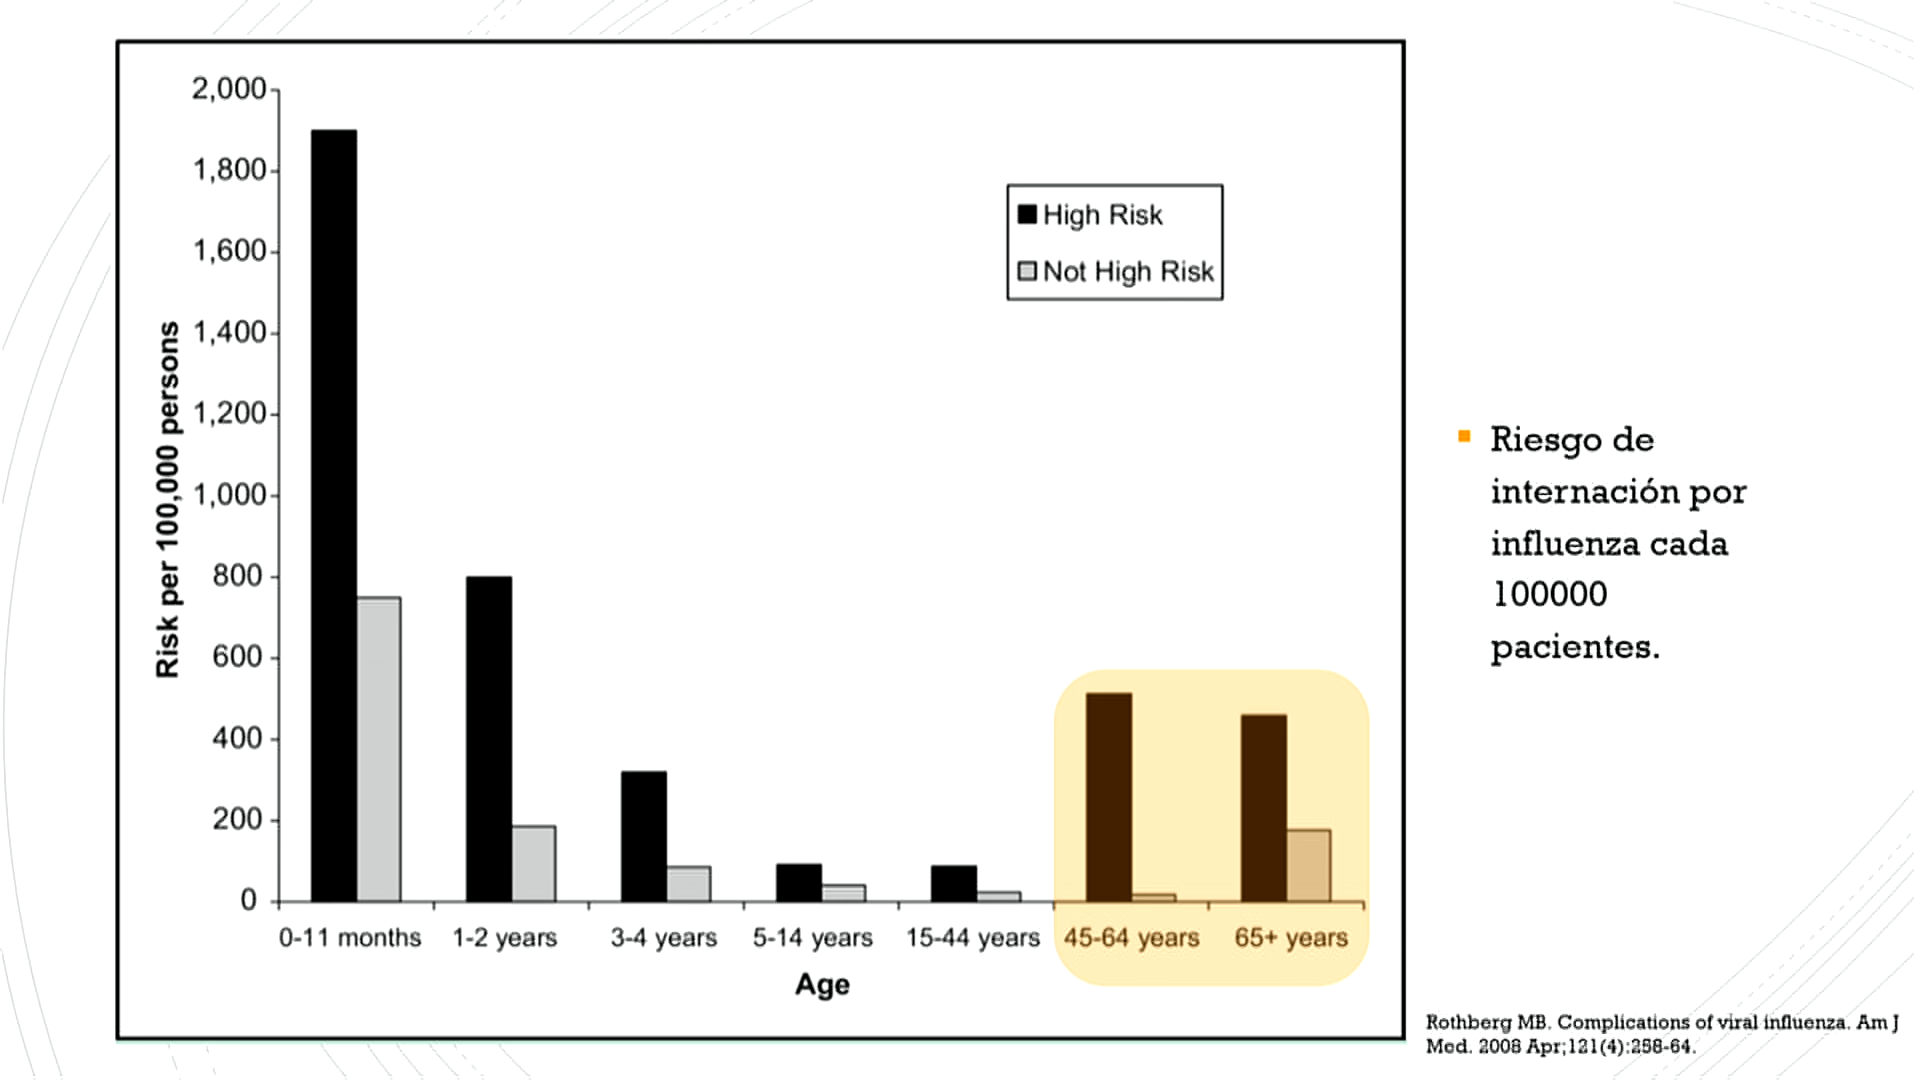 2,000
1,800
1,600
1,400
1,200
1,000
800
600
400
200
0
Risk per 100,000 persons
High Risk
Not High Risk
0-11 months
1-2 years
3-4 years
5-14 years
15-44 years
45-64 years
65+ years
Age
Riesgo de
internación por
influenza cada
100000
pacientes.
Rothberg MB. Complications of viral influenza. Am J
Med. 2008 Apr;121(4):258-64.